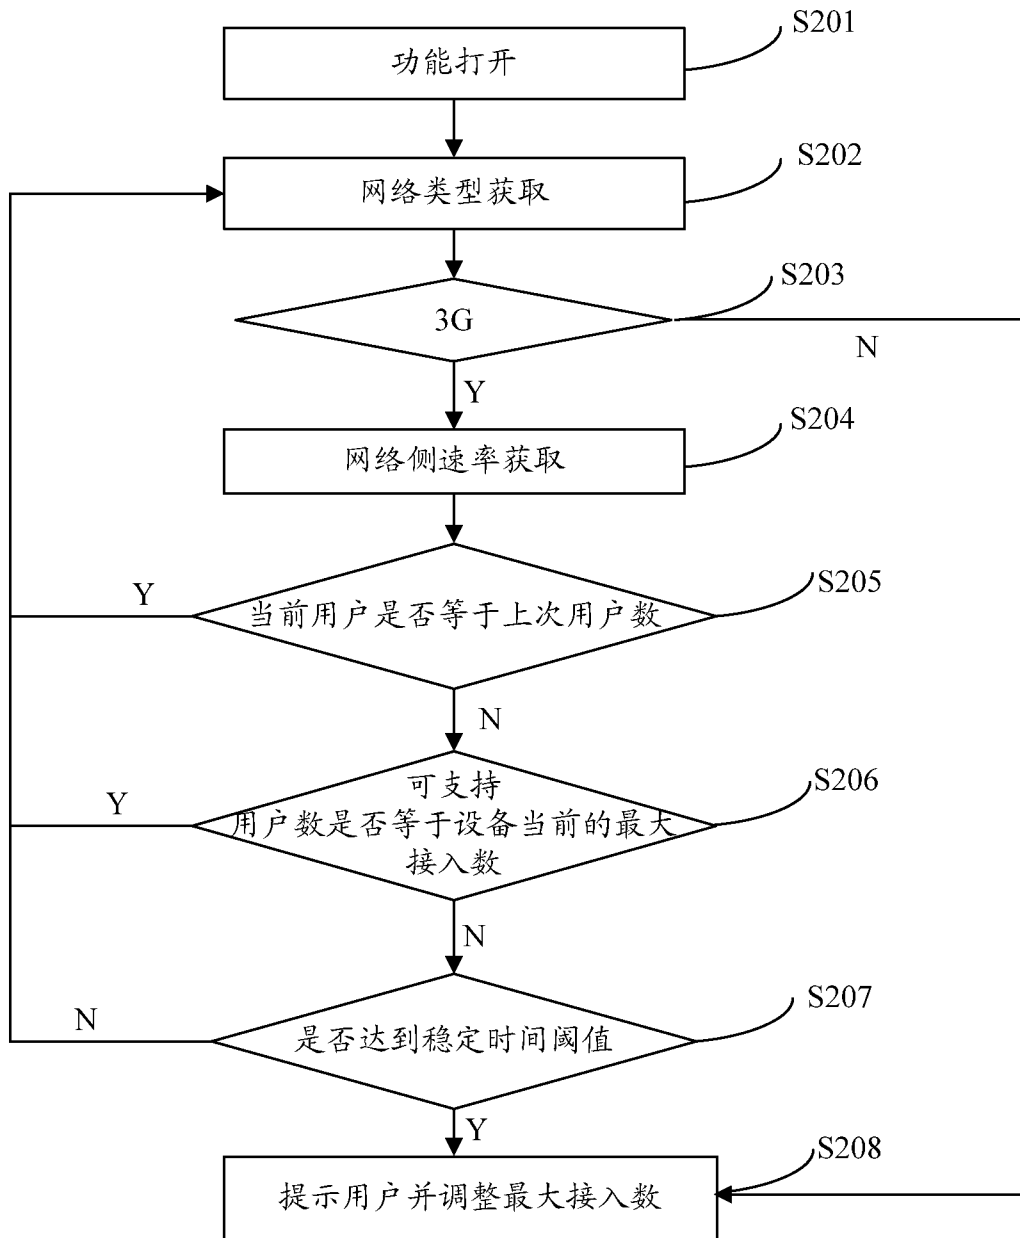 S201
功能打开
S202
网络类型获取
S203
3G
N
Y
S204
网络侧速率获取
S205
Y
当前用户是否等于上次用户数
N
S206
可支持
Y
用户数是否等于设备当前的最大
接入数
N
S207
N
是否达到稳定时间阈值
Y
S208
提示用户并调整最大接入数